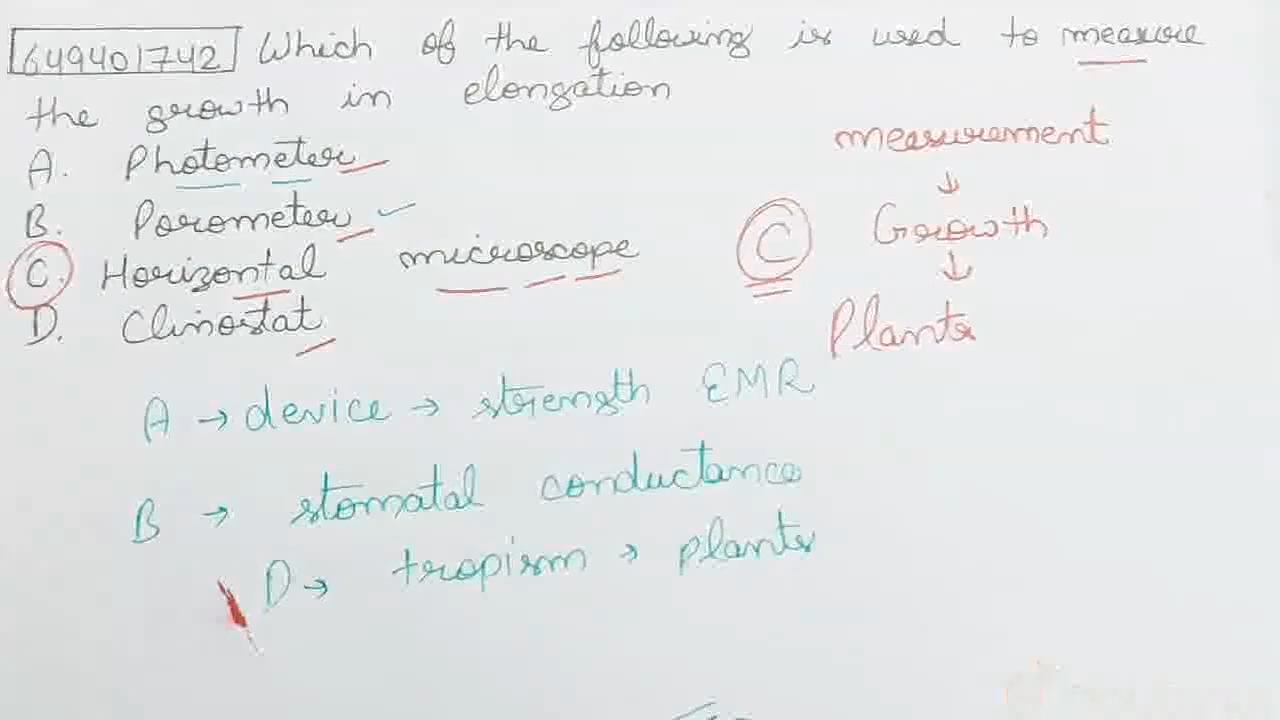 649401742 Which of the following is used to measure
the growth in elongation
A. Photometer
B. Porometer
C. Horizontal microscope
D. Clinostat
C
measurement
↓
Growth
↓
Plants
A → device → strength EMR
B → stomatal conductance
D → tropism → plants